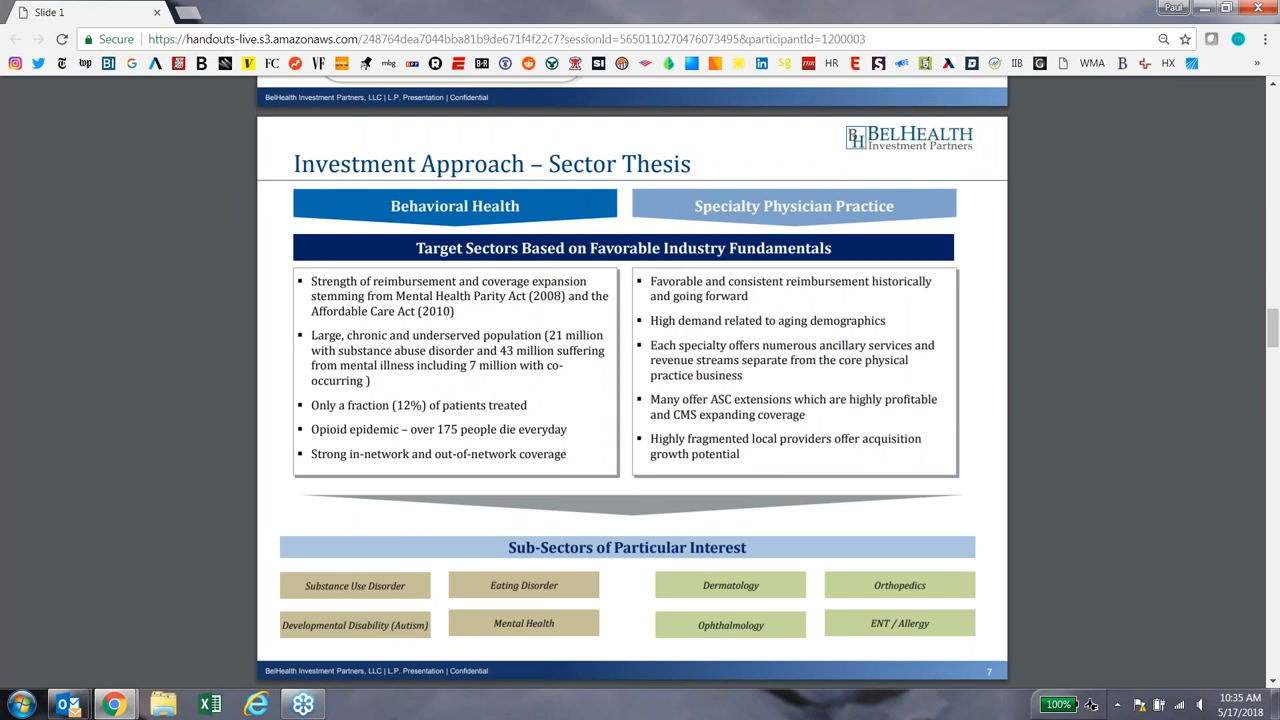 Slide 1
Paul
Secure
https://handouts-live.s3.amazonaws.com/248764dea7044bba81b9de671f4f22c7?sessionId=5650110270476073495&participantId=1200003
mbg
VF
FC
HR
SI
IIB
WMA
HX
BelHealth Investment Partners, LLC | L.P. Presentation | Confidential
BELHEALTH
Investment Partners
Investment Approach – Sector Thesis
Behavioral Health
Specialty Physician Practice
Target Sectors Based on Favorable Industry Fundamentals
▪ Strength of reimbursement and coverage expansion
stemming from Mental Health Parity Act (2008) and the
Affordable Care Act (2010)
▪ Large, chronic and underserved population (21 million
with substance abuse disorder and 43 million suffering
from mental illness including 7 million with co-
occurring )
▪ Only a fraction (12%) of patients treated
▪ Opioid epidemic – over 175 people die everyday
▪ Strong in-network and out-of-network coverage
▪ Favorable and consistent reimbursement historically
and going forward
▪ High demand related to aging demographics
▪ Each specialty offers numerous ancillary services and
revenue streams separate from the core physical
practice business
▪ Many offer ASC extensions which are highly profitable
and CMS expanding coverage
▪ Highly fragmented local providers offer acquisition
growth potential
Sub-Sectors of Particular Interest
Substance Use Disorder
Eating Disorder
Dermatology
Orthopedics
Developmental Disability (Autism)
Mental Health
Ophthalmology
ENT / Allergy
BelHealth Investment Partners, LLC | L.P. Presentation | Confidential
7
100%
10:35 AM
5/17/2018